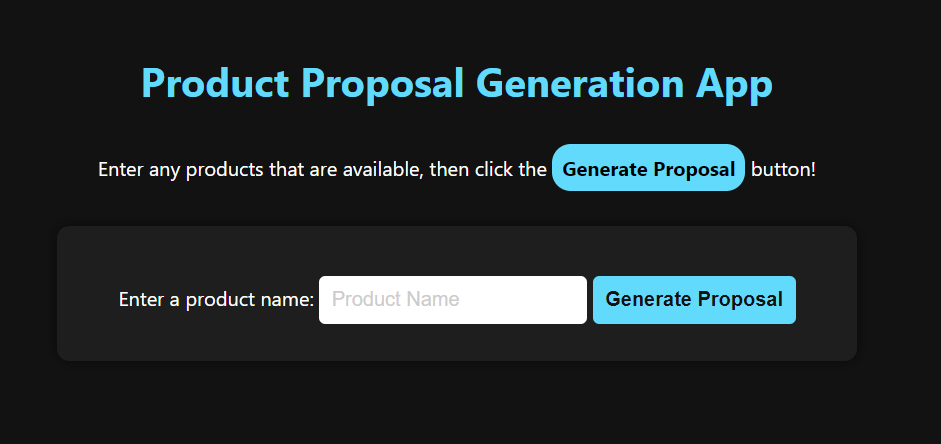 Product Proposal Generation App
Enter any products that are available, then click the Generate Proposal button!
Enter a product name: Product Name Generate Proposal